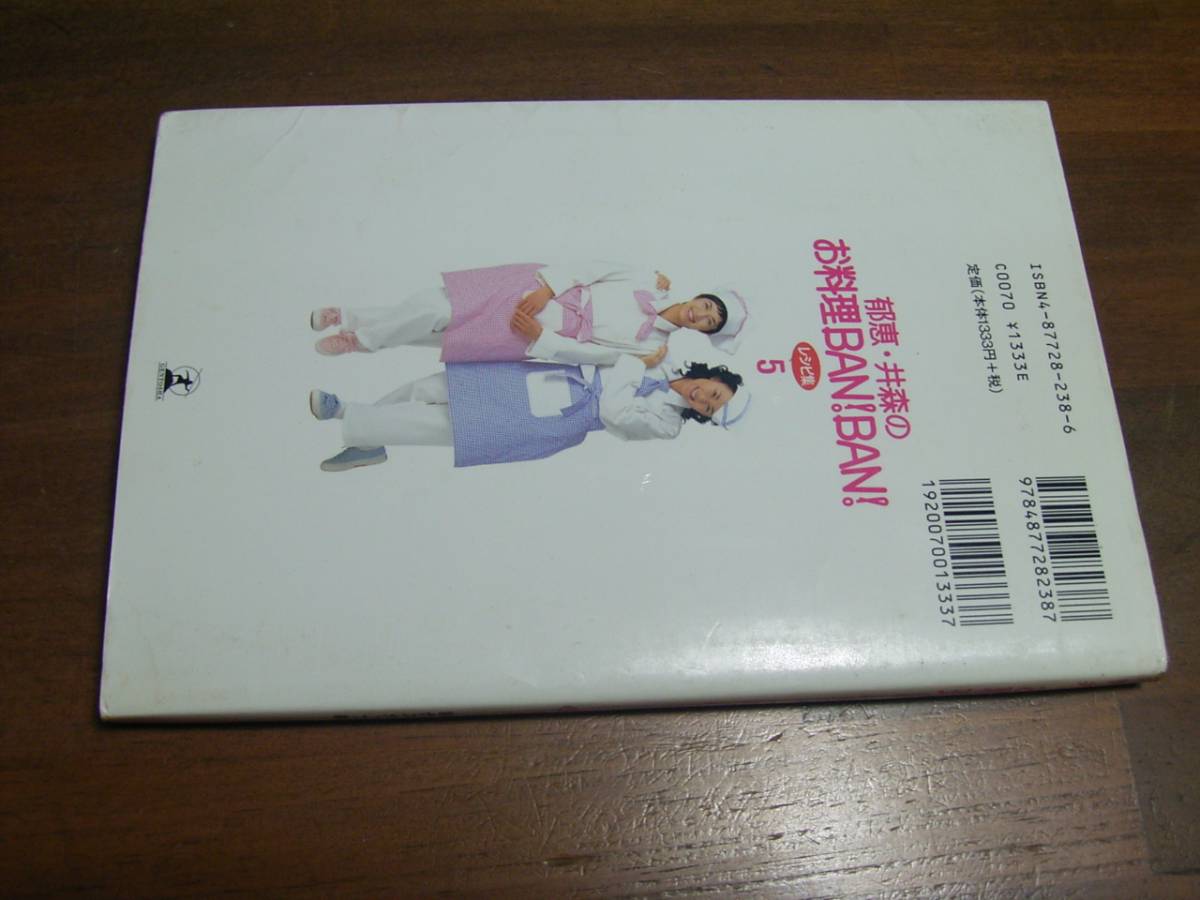 ISBN4-87728-238-6
C0070 ¥1333E
定価(本体1333円+税)
9784877282387
1920070013337
郁恵・井森の
お料理BAN!BAN!
レシピ集
5
GENTOSHA